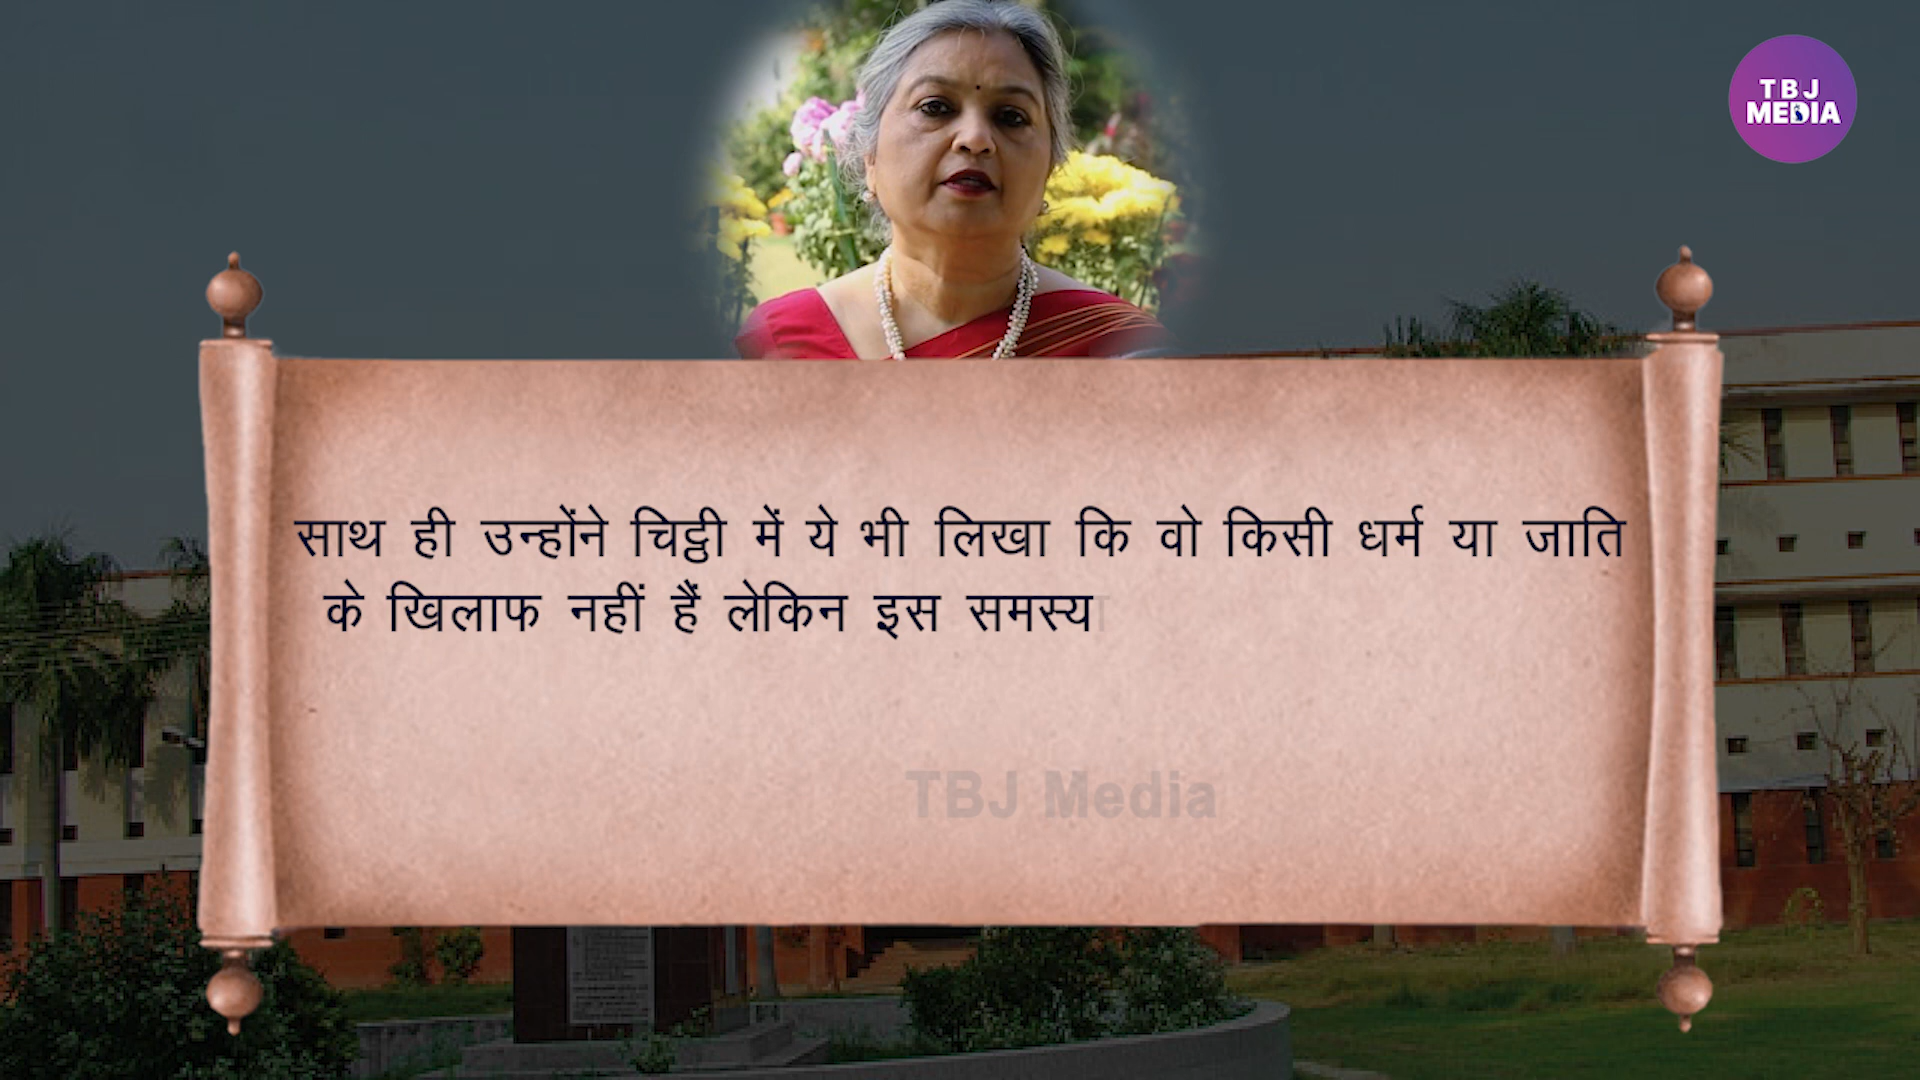 TBJ
MEDIA
साथ ही उन्होंने चिट्ठी में ये भी लिखा कि वो किसी धर्म या जाति
के खिलाफ नहीं हैं लेकिन इस समस्या
TBJ Media